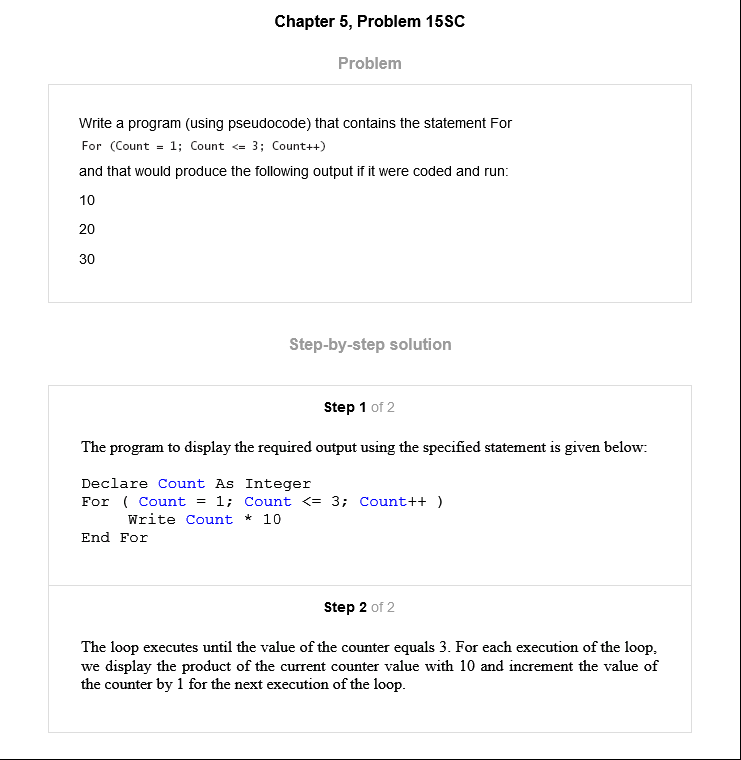 Chapter 5, Problem 15SC
Problem
Write a program (using pseudocode) that contains the statement For
For (Count = 1; Count <= 3; Count++)
and that would produce the following output if it were coded and run:
10
20
30
Step-by-step solution
Step 1 of 2
The program to display the required output using the specified statement is given below:
Declare Count As Integer
For ( Count = 1; Count <= 3; Count++ )
Write Count * 10
End For
Step 2 of 2
The loop executes until the value of the counter equals 3. For each execution of the loop,
we display the product of the current counter value with 10 and increment the value of
the counter by 1 for the next execution of the loop.